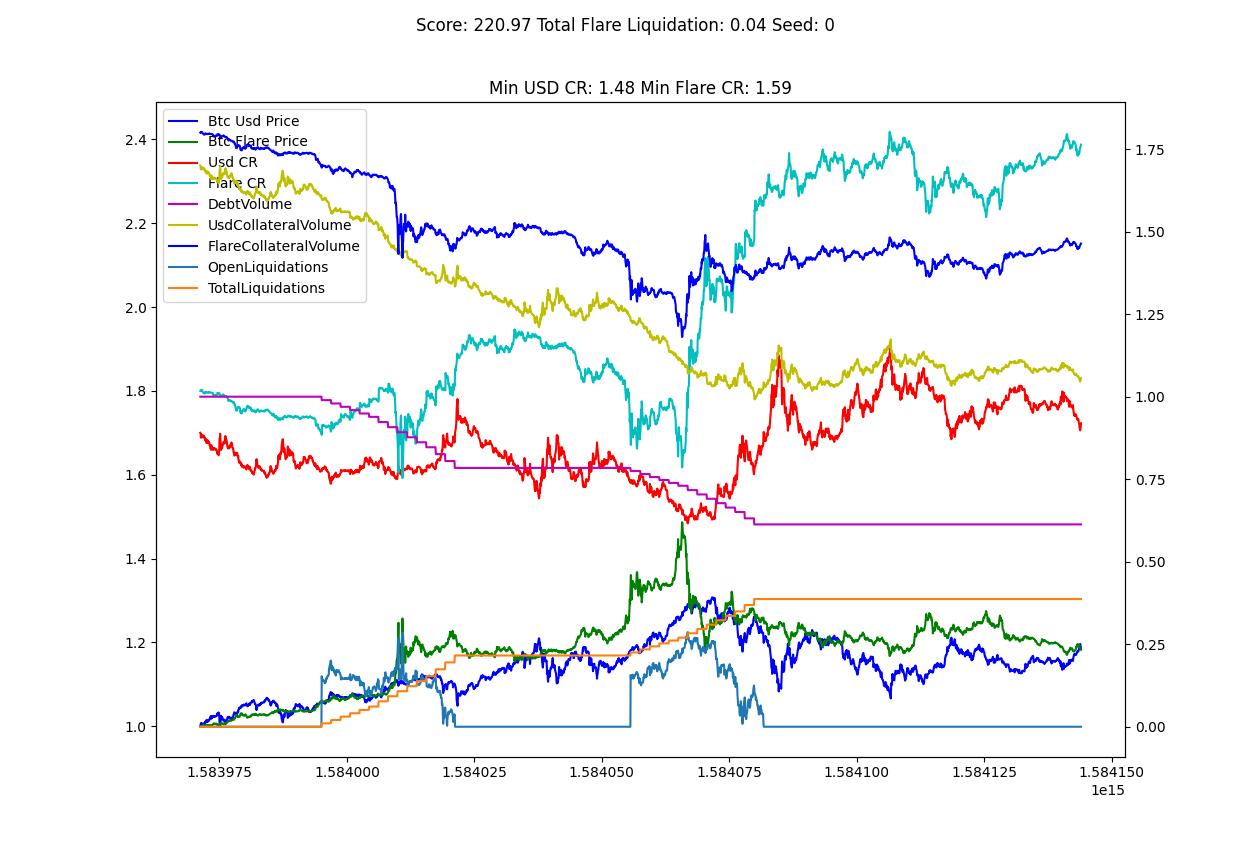 Score: 220.97 Total Flare Liquidation: 0.04 Seed: 0
Min USD CR: 1.48 Min Flare CR: 1.59
Btc Usd Price
Btc Flare Price
Usd CR
Flare CR
DebtVolume
UsdCollateralVolume
FlareCollateralVolume
OpenLiquidations
TotalLiquidations
2.4
2.2
2.0
1.8
1.6
1.4
1.2
1.0
1.75
1.50
1.25
1.00
0.75
0.50
0.25
0.00
1.583975 1.584000 1.584025 1.584050 1.584075 1.584100 1.584125 1.584150
1e15